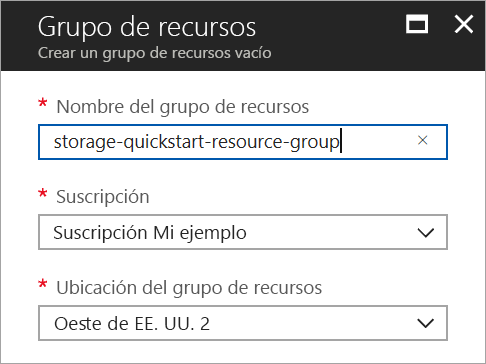 Grupo de recursos
Crear un grupo de recursos vacío
* Nombre del grupo de recursos
storage-quickstart-resource-group
* Suscripción
Suscripción Mi ejemplo
* Ubicación del grupo de recursos
Oeste de EE. UU. 2